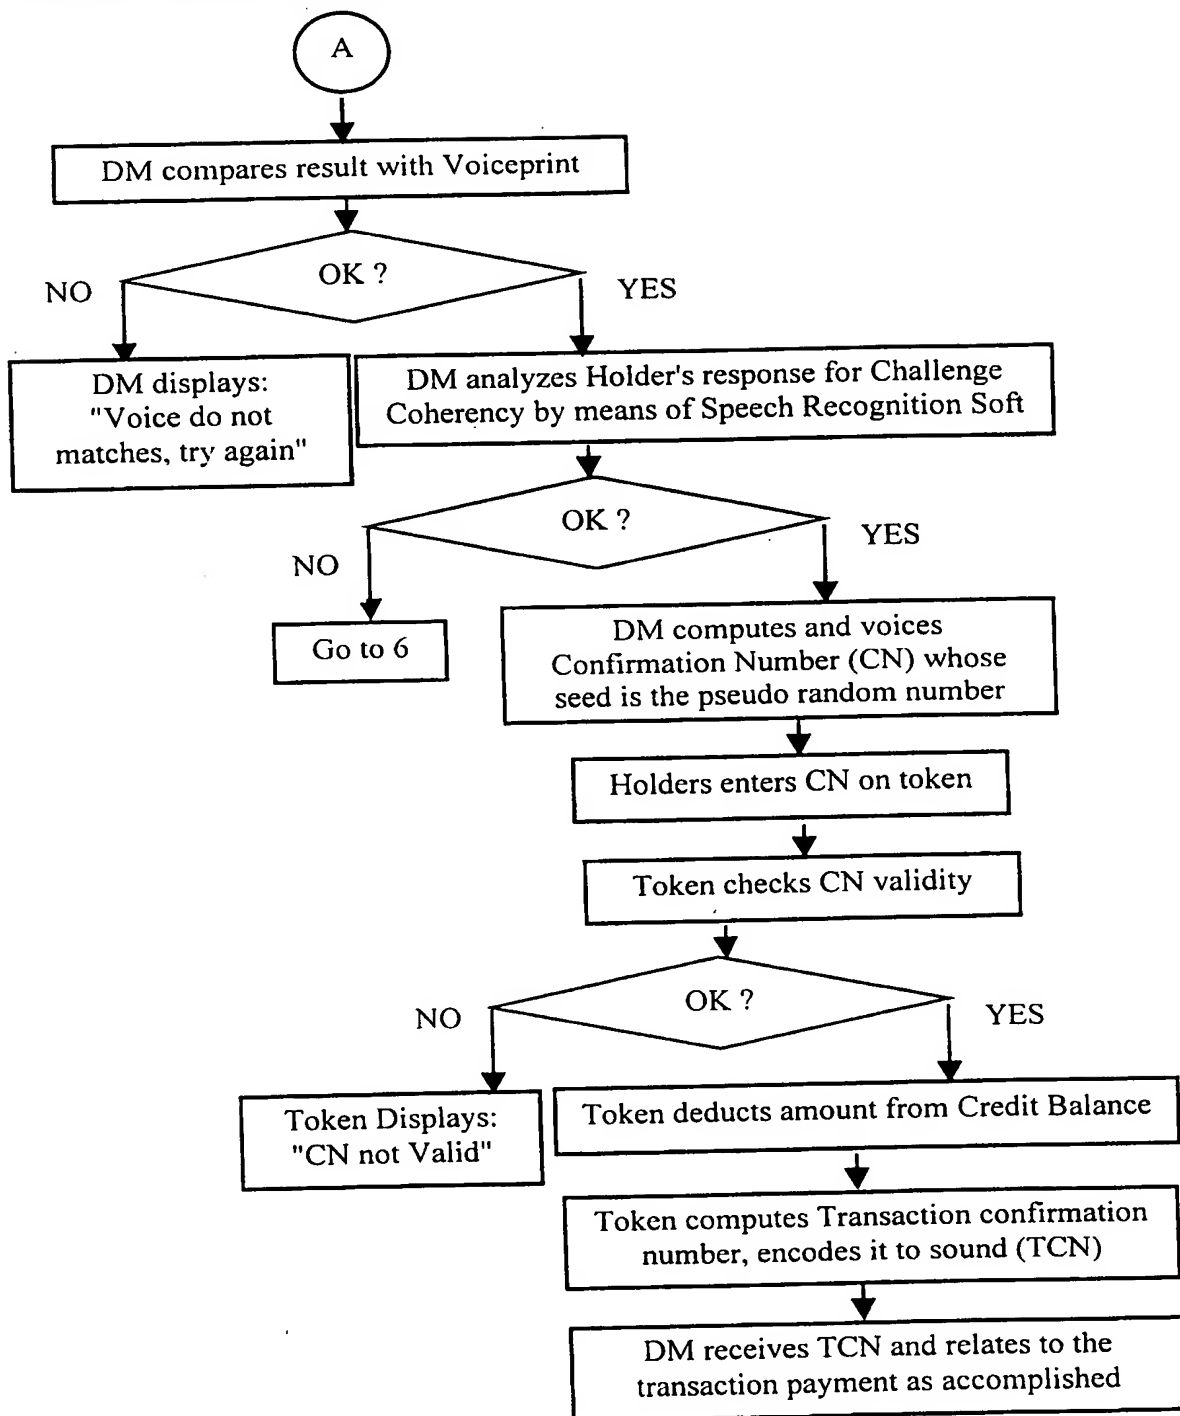 A
DM compares result with Voiceprint
OK ?
NO
YES
DM displays:
"Voice do not
matches, try again"
DM analyzes Holder's response for Challenge
Coherency by means of Speech Recognition Soft
OK ?
NO
YES
Go to 6
DM computes and voices
Confirmation Number (CN) whose
seed is the pseudo random number
Holders enters CN on token
Token checks CN validity
OK ?
NO
YES
Token Displays:
"CN not Valid"
Token deducts amount from Credit Balance
Token computes Transaction confirmation
number, encodes it to sound (TCN)
DM receives TCN and relates to the
transaction payment as accomplished